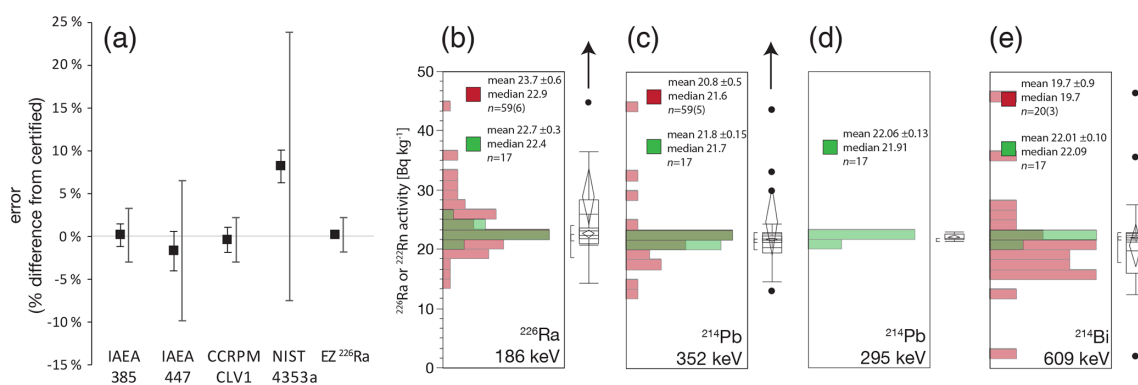 (a)
25 %
20 %
15 %
10 %
5 %
0 %
-5 %
-10 %
-15 %
error
(% difference from certified)
IAEA
385
IAEA
447
CCRPM
CLV1
NIST
4353a
EZ ²²⁶Ra
(b)
50
40
30
20
10
0
²²⁶Ra or ²²²Rn activity [Bq kg⁻¹]
mean 23.7 ±0.6
median 22.9
n=59(6)
mean 22.7 ±0.3
median 22.4
n=17
²²⁶Ra
186 keV
(c)
mean 20.8 ±0.5
median 21.6
n=59(5)
mean 21.8 ±0.15
median 21.7
n=17
²¹⁴Pb
352 keV
(d)
mean 22.06 ±0.13
median 21.91
n=17
²¹⁴Pb
295 keV
(e)
mean 19.7 ±0.9
median 19.7
n=20(3)
mean 22.01 ±0.10
median 22.09
n=17
²¹⁴Bi
609 keV